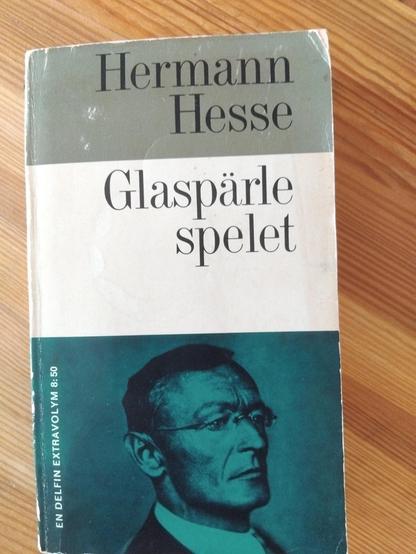 Hermann
Hesse
Glaspärle
spelet
EN DELFIN EXTRAVOLYM 8:50